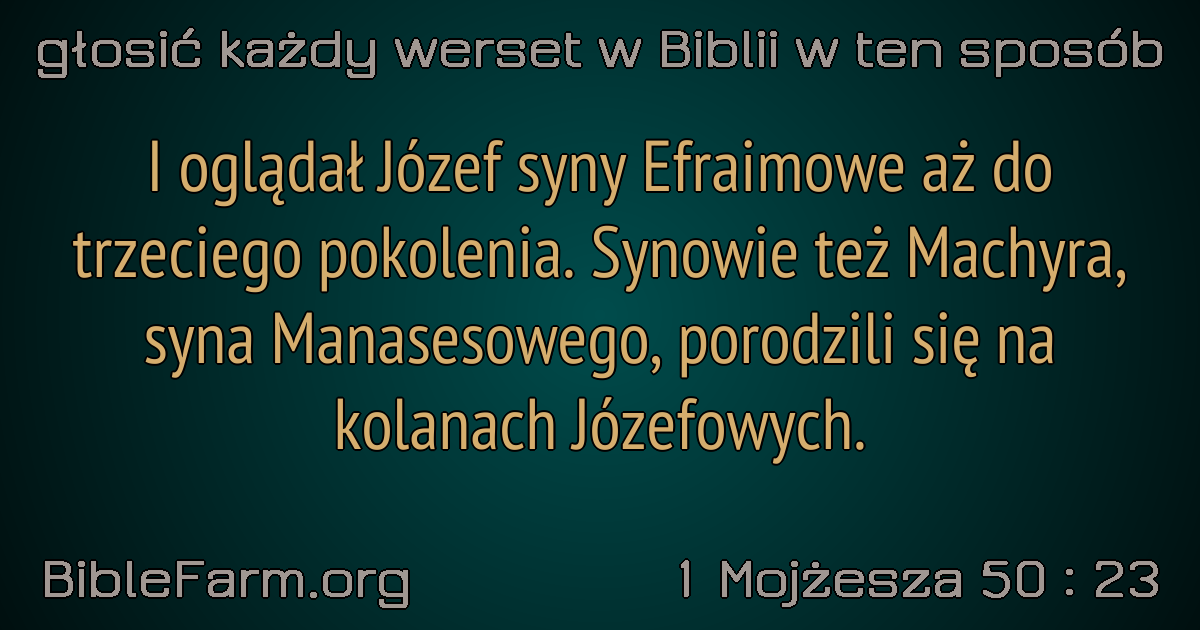 głosić każdy werset w Biblii w ten sposób
I oglądał Józef syny Efraimowe aż do
trzeciego pokolenia. Synowie też Machyra,
syna Manasesowego, porodzili się na
kolanach Józefowych.
BibleFarm.org
1 Mojżesza 50 : 23